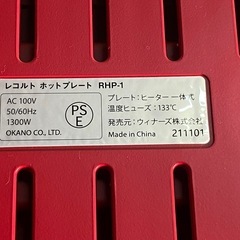 レコルト ホットプレート RHP-1
AC 100V
50/60Hz
1300W
OKANO CO., LTD.
PS
E
プレート：ヒーター 一体式
温度ヒューズ：133℃
発売元：ウィナーズ株式会社
Made in China
211101